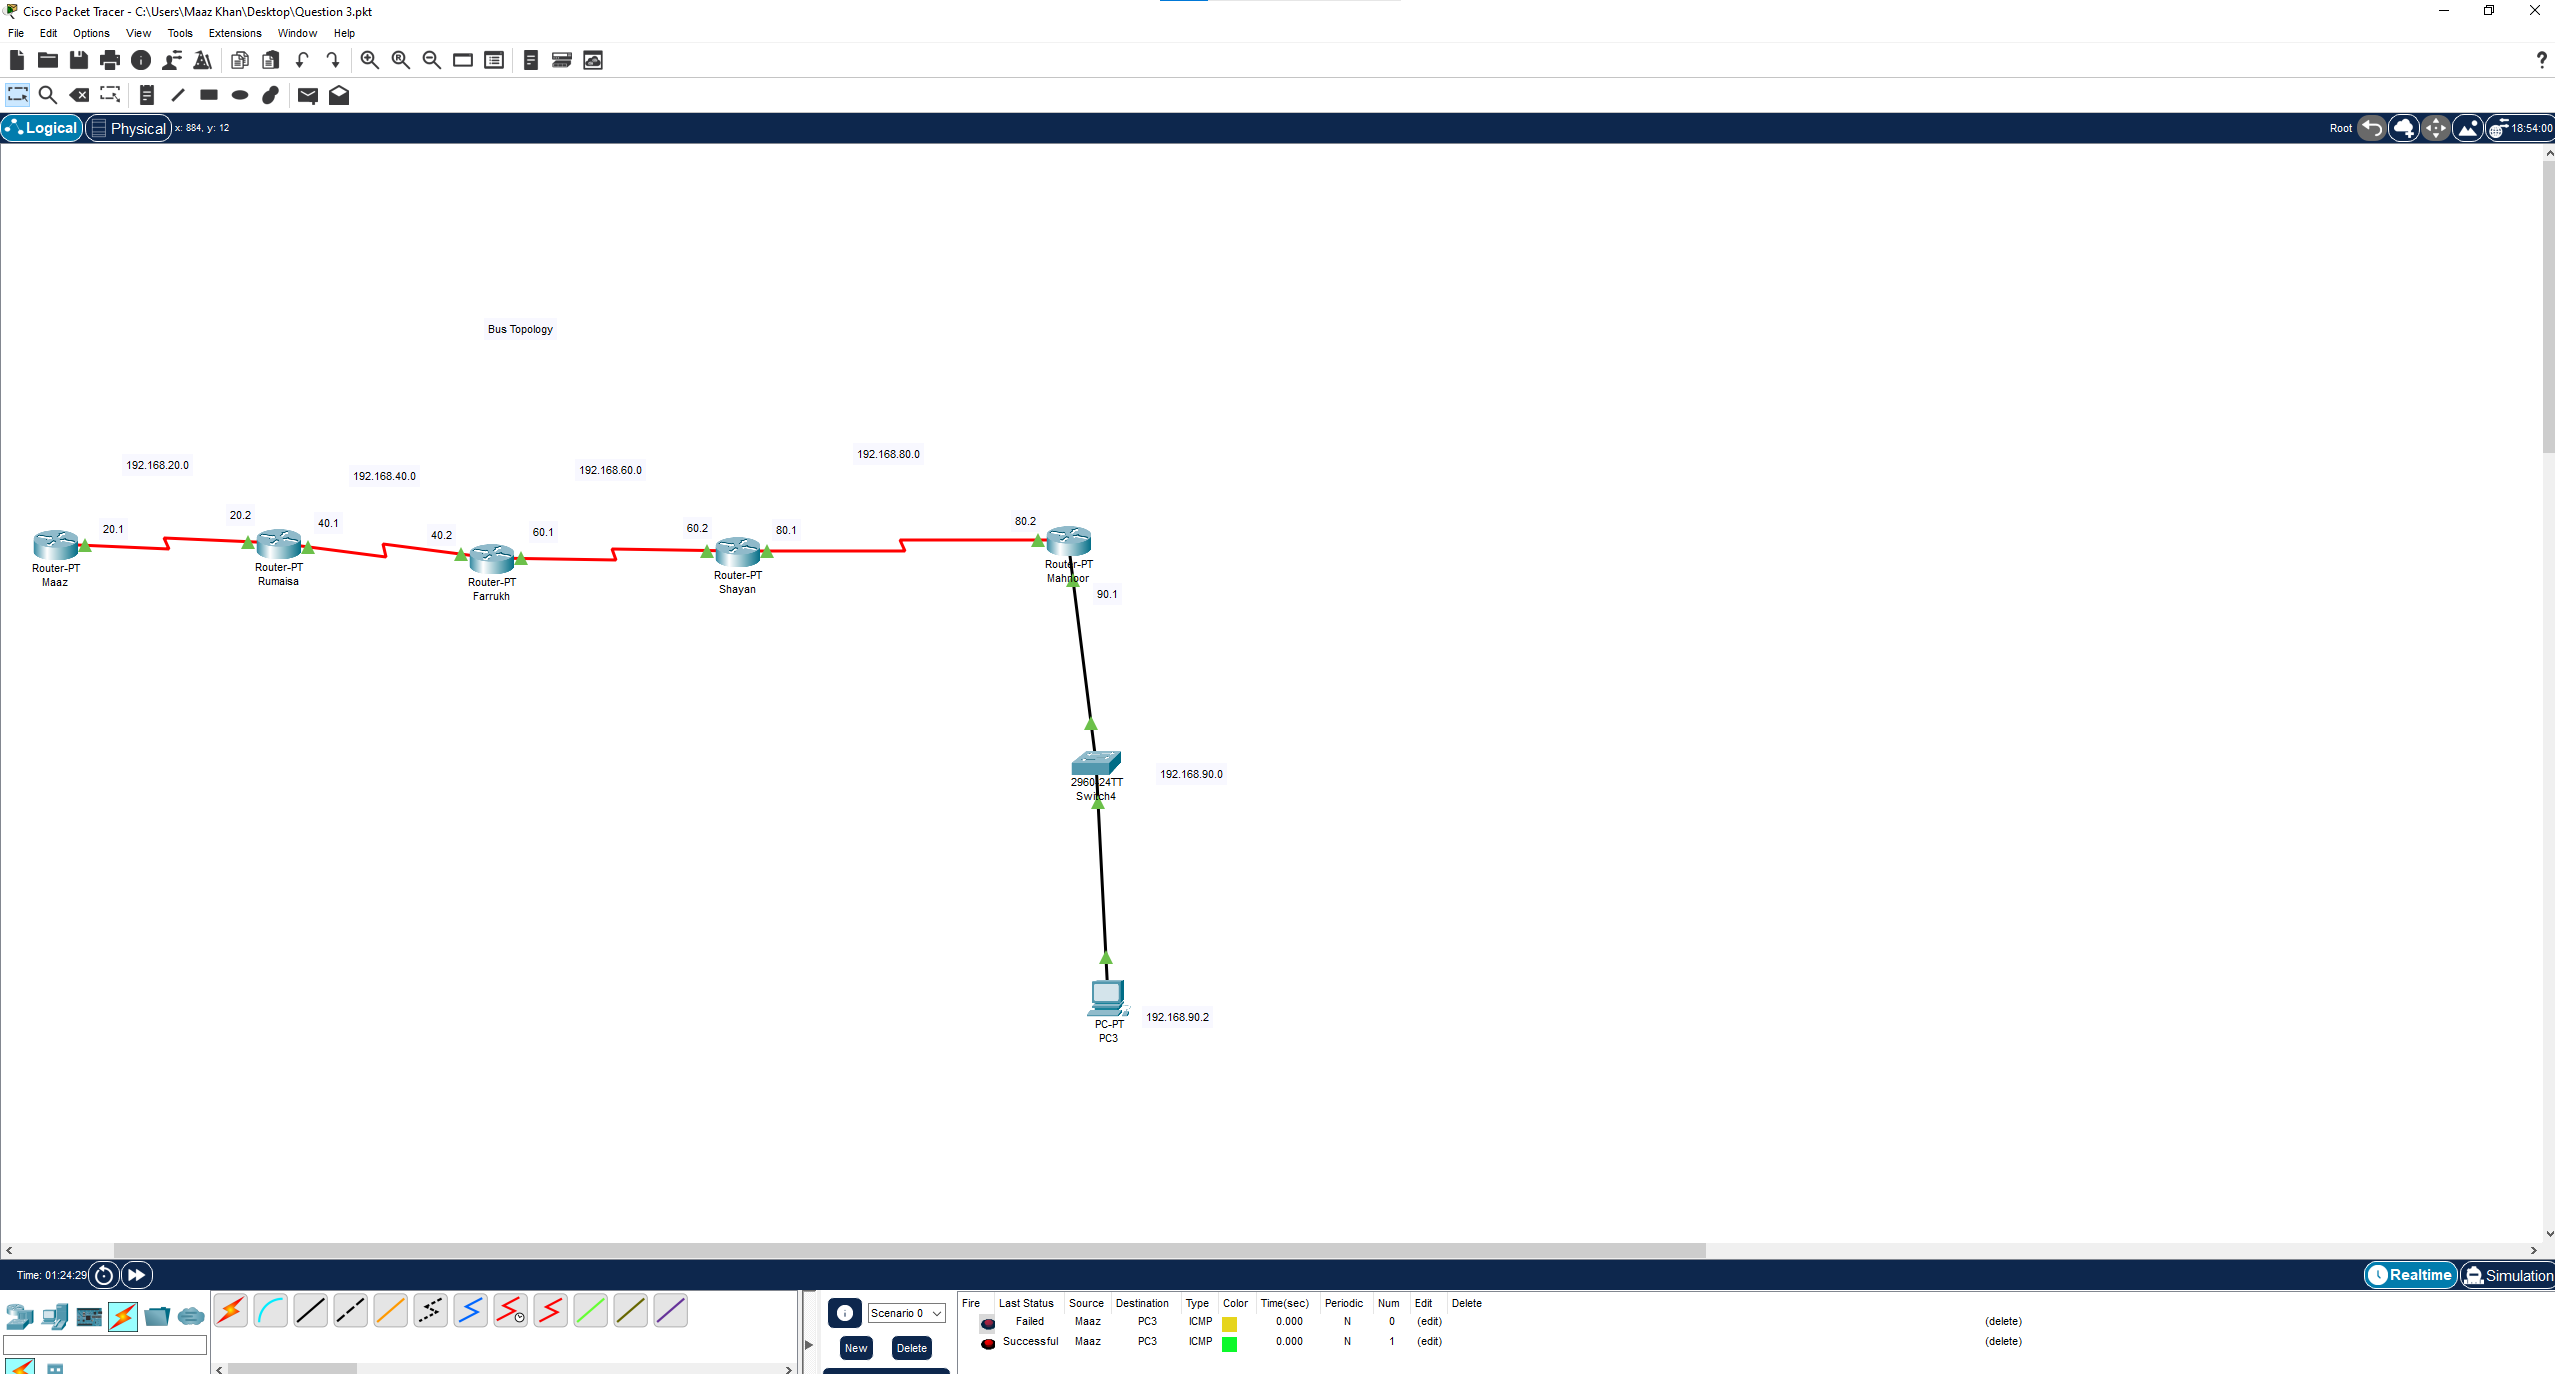 Cisco Packet Tracer - C:\Users\Maaz Khan\Desktop\Question 3.pkt
File Edit Options View Tools Extensions Window Help
Logical Physical x: 884, y: 12 Root 18:54:00
Bus Topology
192.168.20.0
192.168.40.0
192.168.60.0
192.168.80.0
20.1
20.2
40.1
40.2
60.1
60.2
80.1
80.2
Router-PT
Maaz
Router-PT
Rumaisa
Router-PT
Farrukh
Router-PT
Shayan
Router-PT
Mahnoor
90.1
2960-24TT
Switch4
192.168.90.0
PC-PT
PC3
192.168.90.2
Time: 01:24:29 Realtime Simulation
Scenario 0
New Delete
Fire Last Status Source Destination Type Color Time(sec) Periodic Num Edit Delete
Failed Maaz PC3 ICMP 0.000 N 0 (edit) (delete)
Successful Maaz PC3 ICMP 0.000 N 1 (edit) (delete)